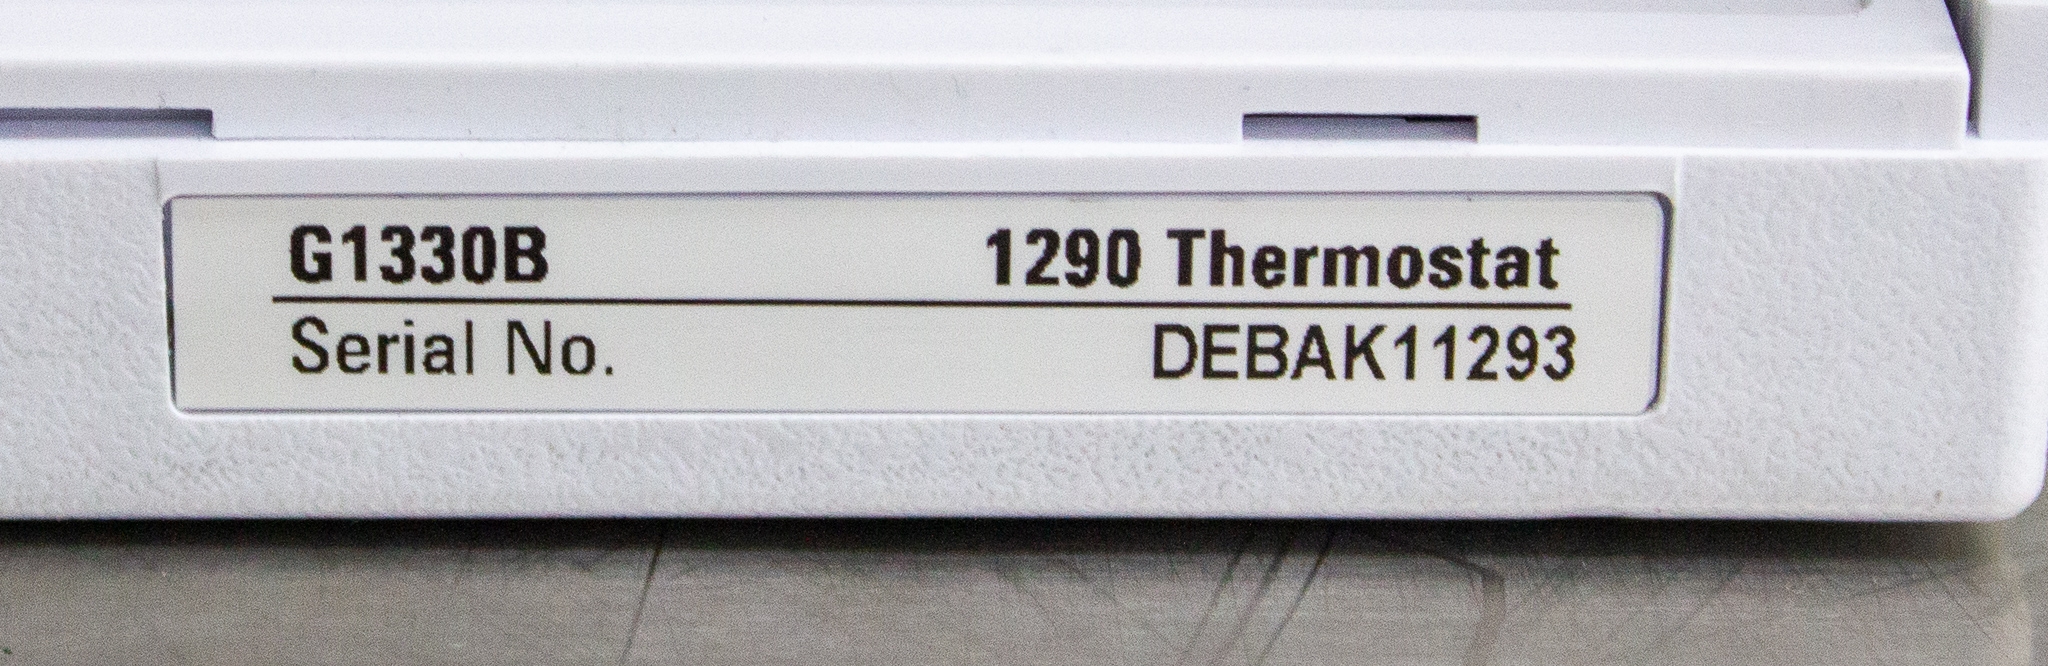 G1330B 1290 Thermostat
Serial No. DEBAK11293